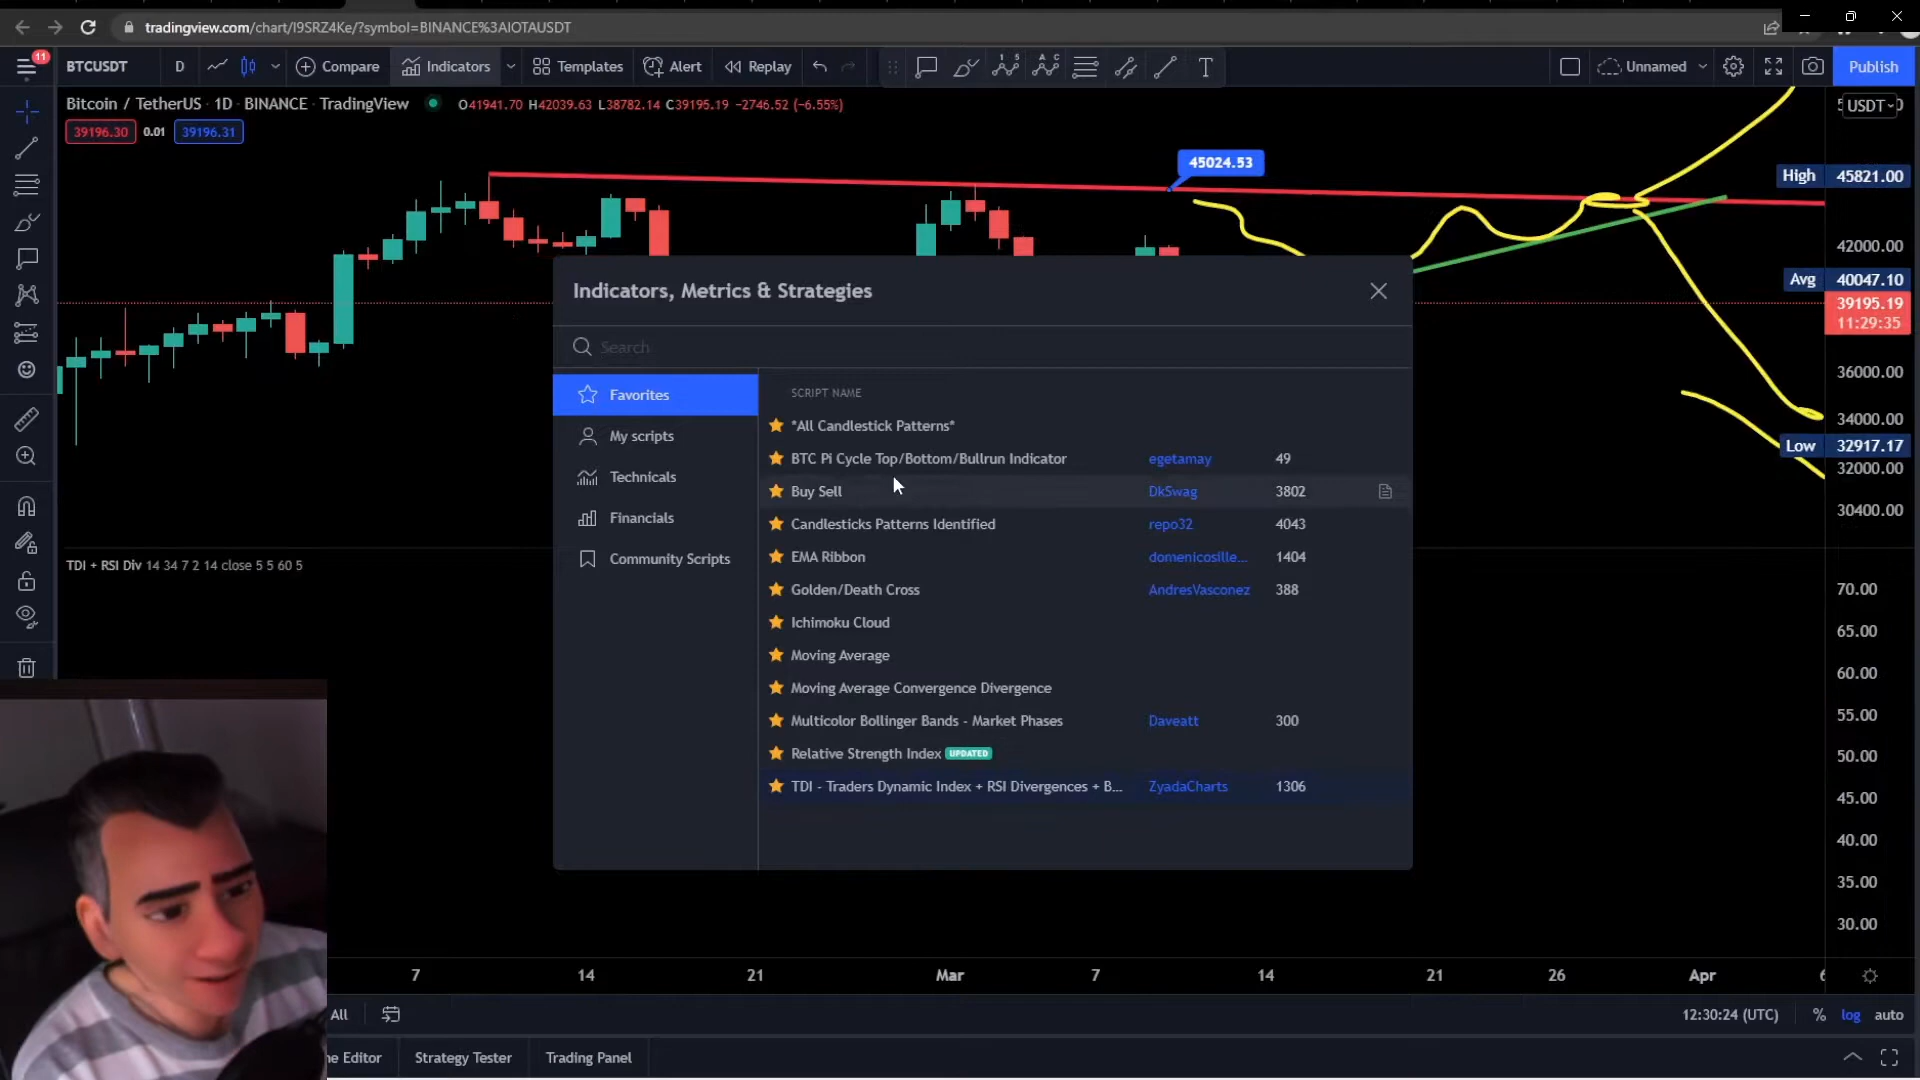 tradingview.com/chart/I9SRZ4Ke/?symbol=BINANCE%3AIOTAUSDT
11
BTCUSDT D Compare Indicators Templates Alert Replay T Unnamed Publish
Bitcoin / TetherUS · 1D · BINANCE · TradingView O41941.70 H42039.63 L38782.14 C39195.19 −2746.52 (−6.55%)
USDT
39196.30 0.01 39196.31
45024.53
High 45821.00
42000.00
Avg 40047.10
39195.19
11:29:35
36000.00
34000.00
Low 32917.17
32000.00
30400.00
Indicators, Metrics & Strategies
Search
Favorites
My scripts
Technicals
Financials
Community Scripts
SCRIPT NAME
*All Candlestick Patterns*
BTC Pi Cycle Top/Bottom/Bullrun Indicator egetamay 49
Buy Sell DkSwag 3802
Candlesticks Patterns Identified repo32 4043
EMA Ribbon domenicosille... 1404
Golden/Death Cross AndresVasconez 388
Ichimoku Cloud
Moving Average
Moving Average Convergence Divergence
Multicolor Bollinger Bands - Market Phases Daveatt 300
Relative Strength Index UPDATED
TDI - Traders Dynamic Index + RSI Divergences + B... ZyadaCharts 1306
TDI + RSI Div 14 34 7 2 14 close 5 5 60 5
70.00
65.00
60.00
55.00
50.00
45.00
40.00
35.00
30.00
7 14 21 Mar 7 14 21 26 Apr
All 12:30:24 (UTC) % log auto
ne Editor Strategy Tester Trading Panel